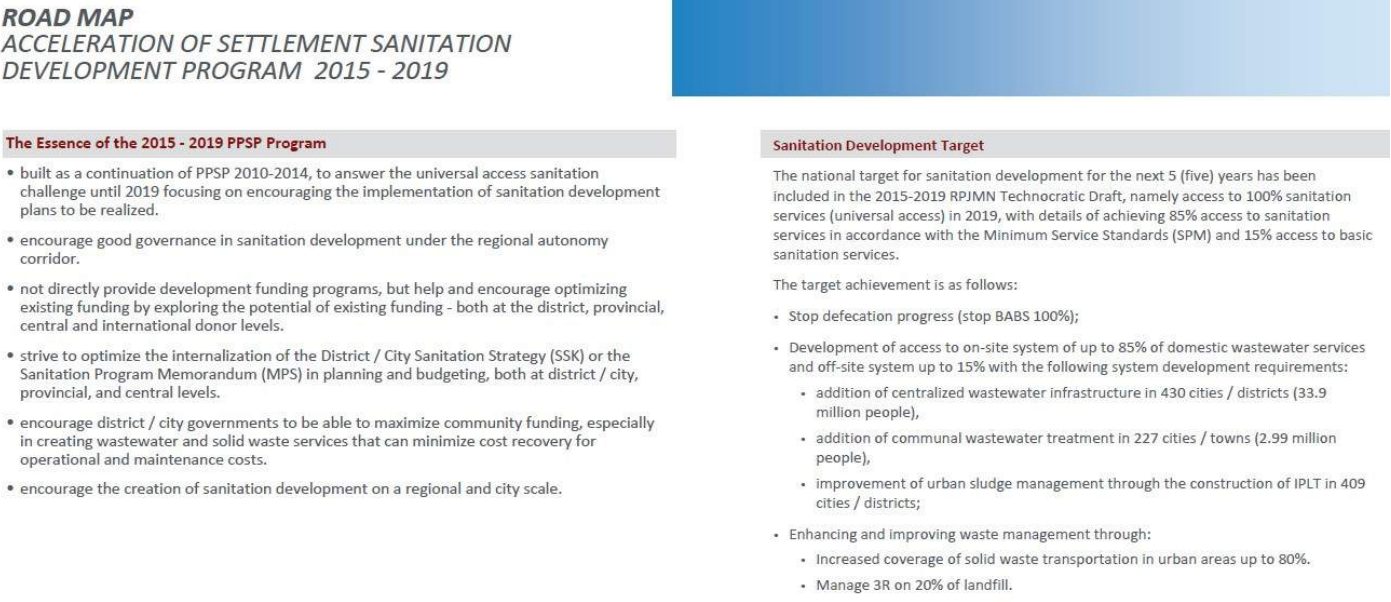 ROAD MAP
ACCELERATION OF SETTLEMENT SANITATION
DEVELOPMENT PROGRAM 2015 - 2019
The Essence of the 2015 - 2019 PPSP Program
• built as a continuation of PPSP 2010-2014, to answer the universal access sanitation
challenge until 2019 focusing on encouraging the implementation of sanitation development
plans to be realized.
• encourage good governance in sanitation development under the regional autonomy
corridor.
• not directly provide development funding programs, but help and encourage optimizing
existing funding by exploring the potential of existing funding - both at the district, provincial,
central and international donor levels.
• strive to optimize the internalization of the District / City Sanitation Strategy (SSK) or the
Sanitation Program Memorandum (MPS) in planning and budgeting, both at district / city,
provincial, and central levels.
• encourage district / city governments to be able to maximize community funding, especially
in creating wastewater and solid waste services that can minimize cost recovery for
operational and maintenance costs.
• encourage the creation of sanitation development on a regional and city scale.
Sanitation Development Target
The national target for sanitation development for the next 5 (five) years has been
included in the 2015-2019 RPJMN Technocratic Draft, namely access to 100% sanitation
services (universal access) in 2019, with details of achieving 85% access to sanitation
services in accordance with the Minimum Service Standards (SPM) and 15% access to basic
sanitation services.
The target achievement is as follows:
• Stop defecation progress (stop BABS 100%);
• Development of access to on-site system of up to 85% of domestic wastewater services
and off-site system up to 15% with the following system development requirements:
• addition of centralized wastewater infrastructure in 430 cities / districts (33.9
million people),
• addition of communal wastewater treatment in 227 cities / towns (2.99 million
people),
• improvement of urban sludge management through the construction of IPLT in 409
cities / districts;
• Enhancing and improving waste management through:
• Increased coverage of solid waste transportation in urban areas up to 80%.
• Manage 3R on 20% of landfill.